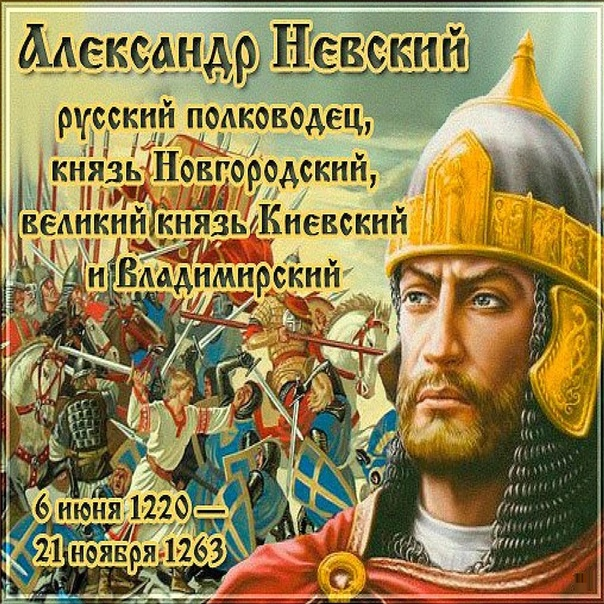 Александр Невский
русский полководец,
князь Новгородский,
великий князь Киевский
и Владимирский
6 июня 1220 —
21 ноября 1263